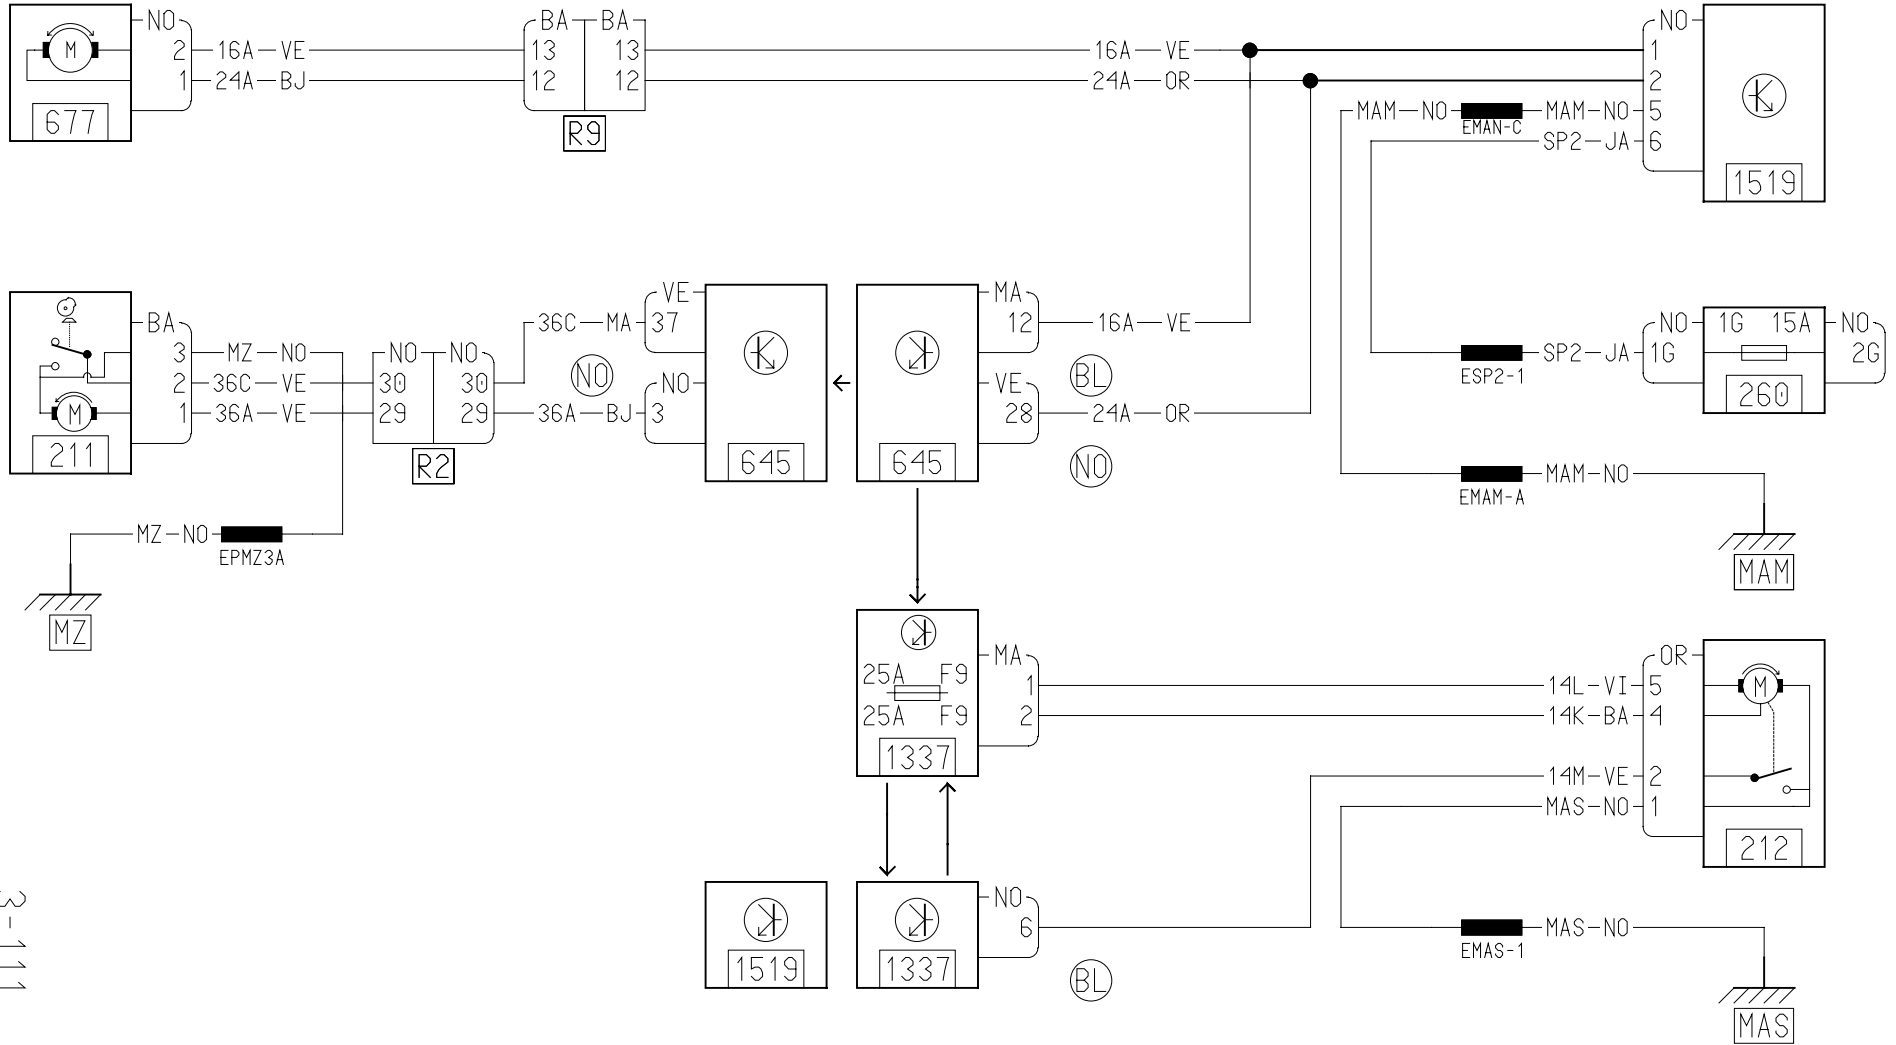 NO BA BA NO
2 16A VE 13 13 16A VE 1
1 24A BJ 12 12 24A OR 2
M
677
R9
MAM NO EMAN-C MAM NO 5
SP2 JA 6
1519
BA
3 MZ NO
2 36C VE
1 36A VE
M
211
NO NO
30 30
29 29
R2
36C MA
36A BJ
NO
VE
37
NO
3
645
645
MA
12 16A VE
BL
VE
28 24A OR
NO
ESP2-1 SP2 JA
NO 1G 15A NO
1G 2G
260
EMAM-A MAM NO
MAM
MZ NO EPMZ3A
MZ
25A F9
25A F9
1337
MA
1
2
14L VI
14K BA
14M VE
MAS NO
OR
5
4
2
1
M
212
1519
1337
NO
6
BL
EMAS-1 MAS NO
MAS
3-111